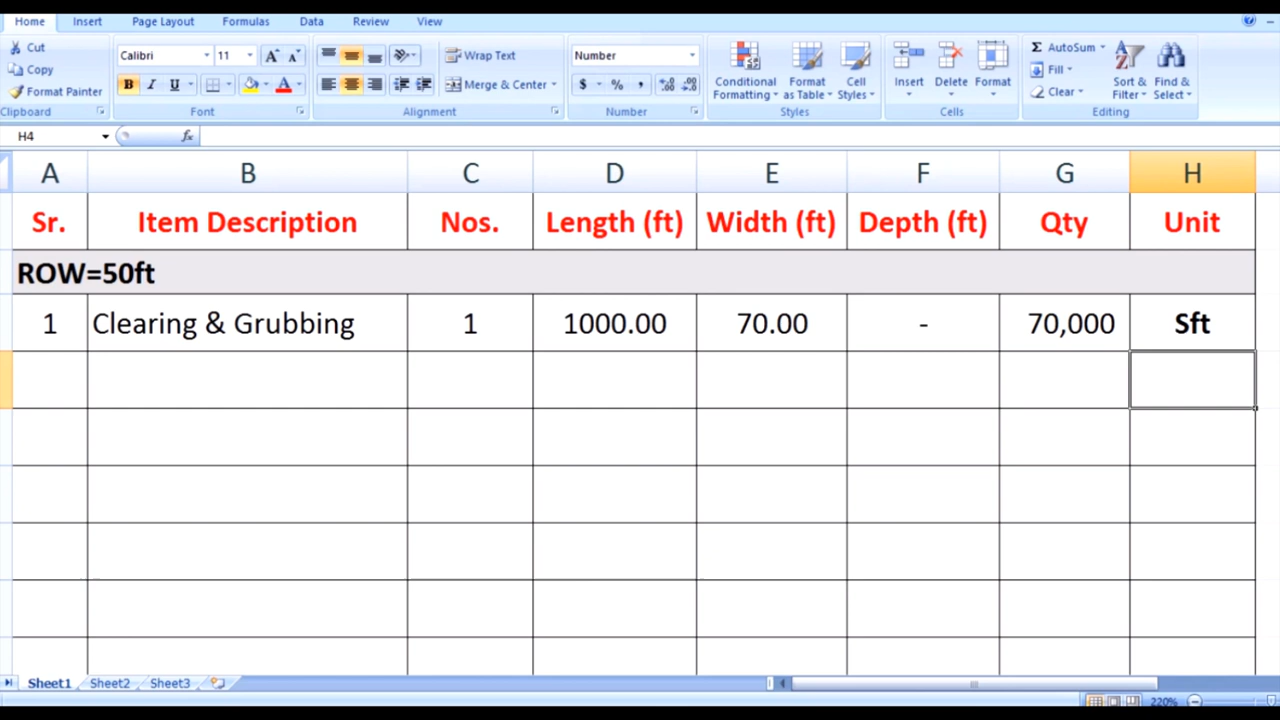 Home Insert Page Layout Formulas Data Review View
Cut Calibri 11 Wrap Text Number AutoSum
Copy Conditional Format Cell Insert Delete Format Fill Sort & Find &
Format Painter B I U Merge & Center $ % , Formatting as Table Styles Clear Filter Select
Clipboard Font Alignment Number Styles Cells Editing
H4 fx
A B C D E F G H
Sr. Item Description Nos. Length (ft) Width (ft) Depth (ft) Qty Unit
ROW=50ft
1 Clearing & Grubbing 1 1000.00 70.00 - 70,000 Sft
Sheet1 Sheet2 Sheet3
220%